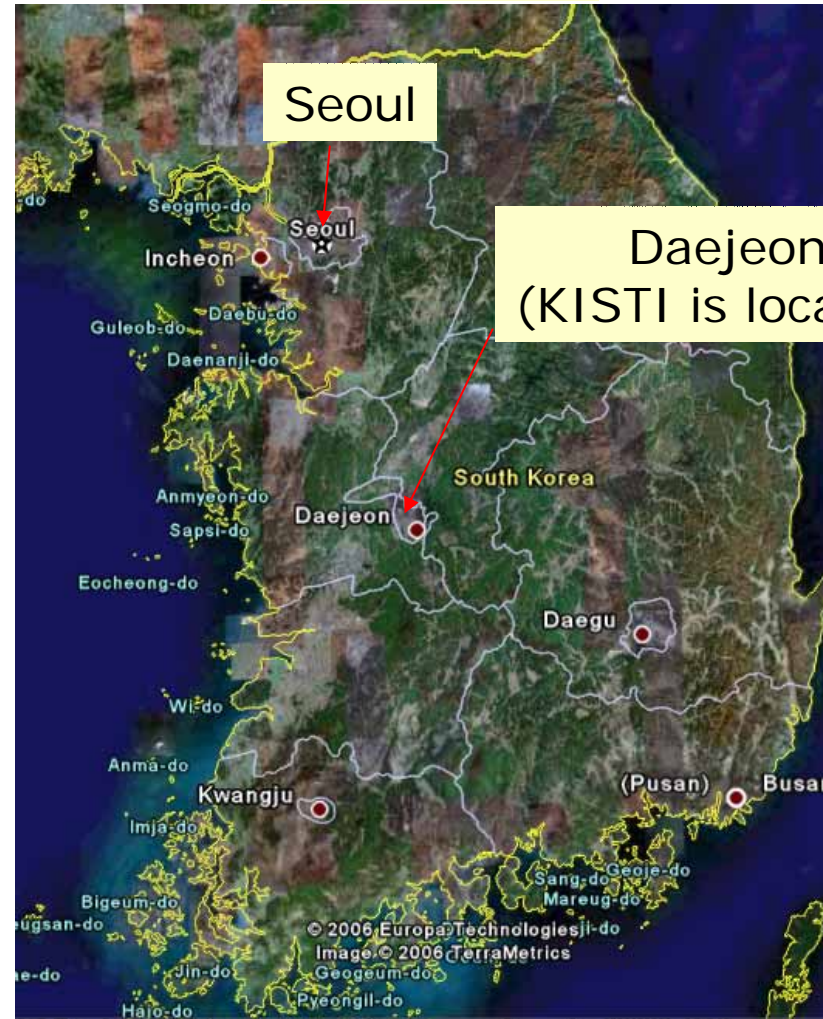 Seoul
Seogmo-do
Seoul
Incheon
Daejeon
(KISTI is loca
Guleob-do
Daebu-do
Daenanji-do
South Korea
Anmyeon-do
Daejeon
Sapsi-do
Eocheong-do
Daegu
Wi-do
Anma-do
(Pusan)
Busan
Kwangju
Imja-do
Sang-do
Geoje-do
Mareug-do
Bigeum-do
eugsan-do
© 2006 Europa Technologies
ji-do
Image © 2006 TerraMetrics
ae-do
Jin-do
Geogeum-do
Pyeongil-do
Hajo-do